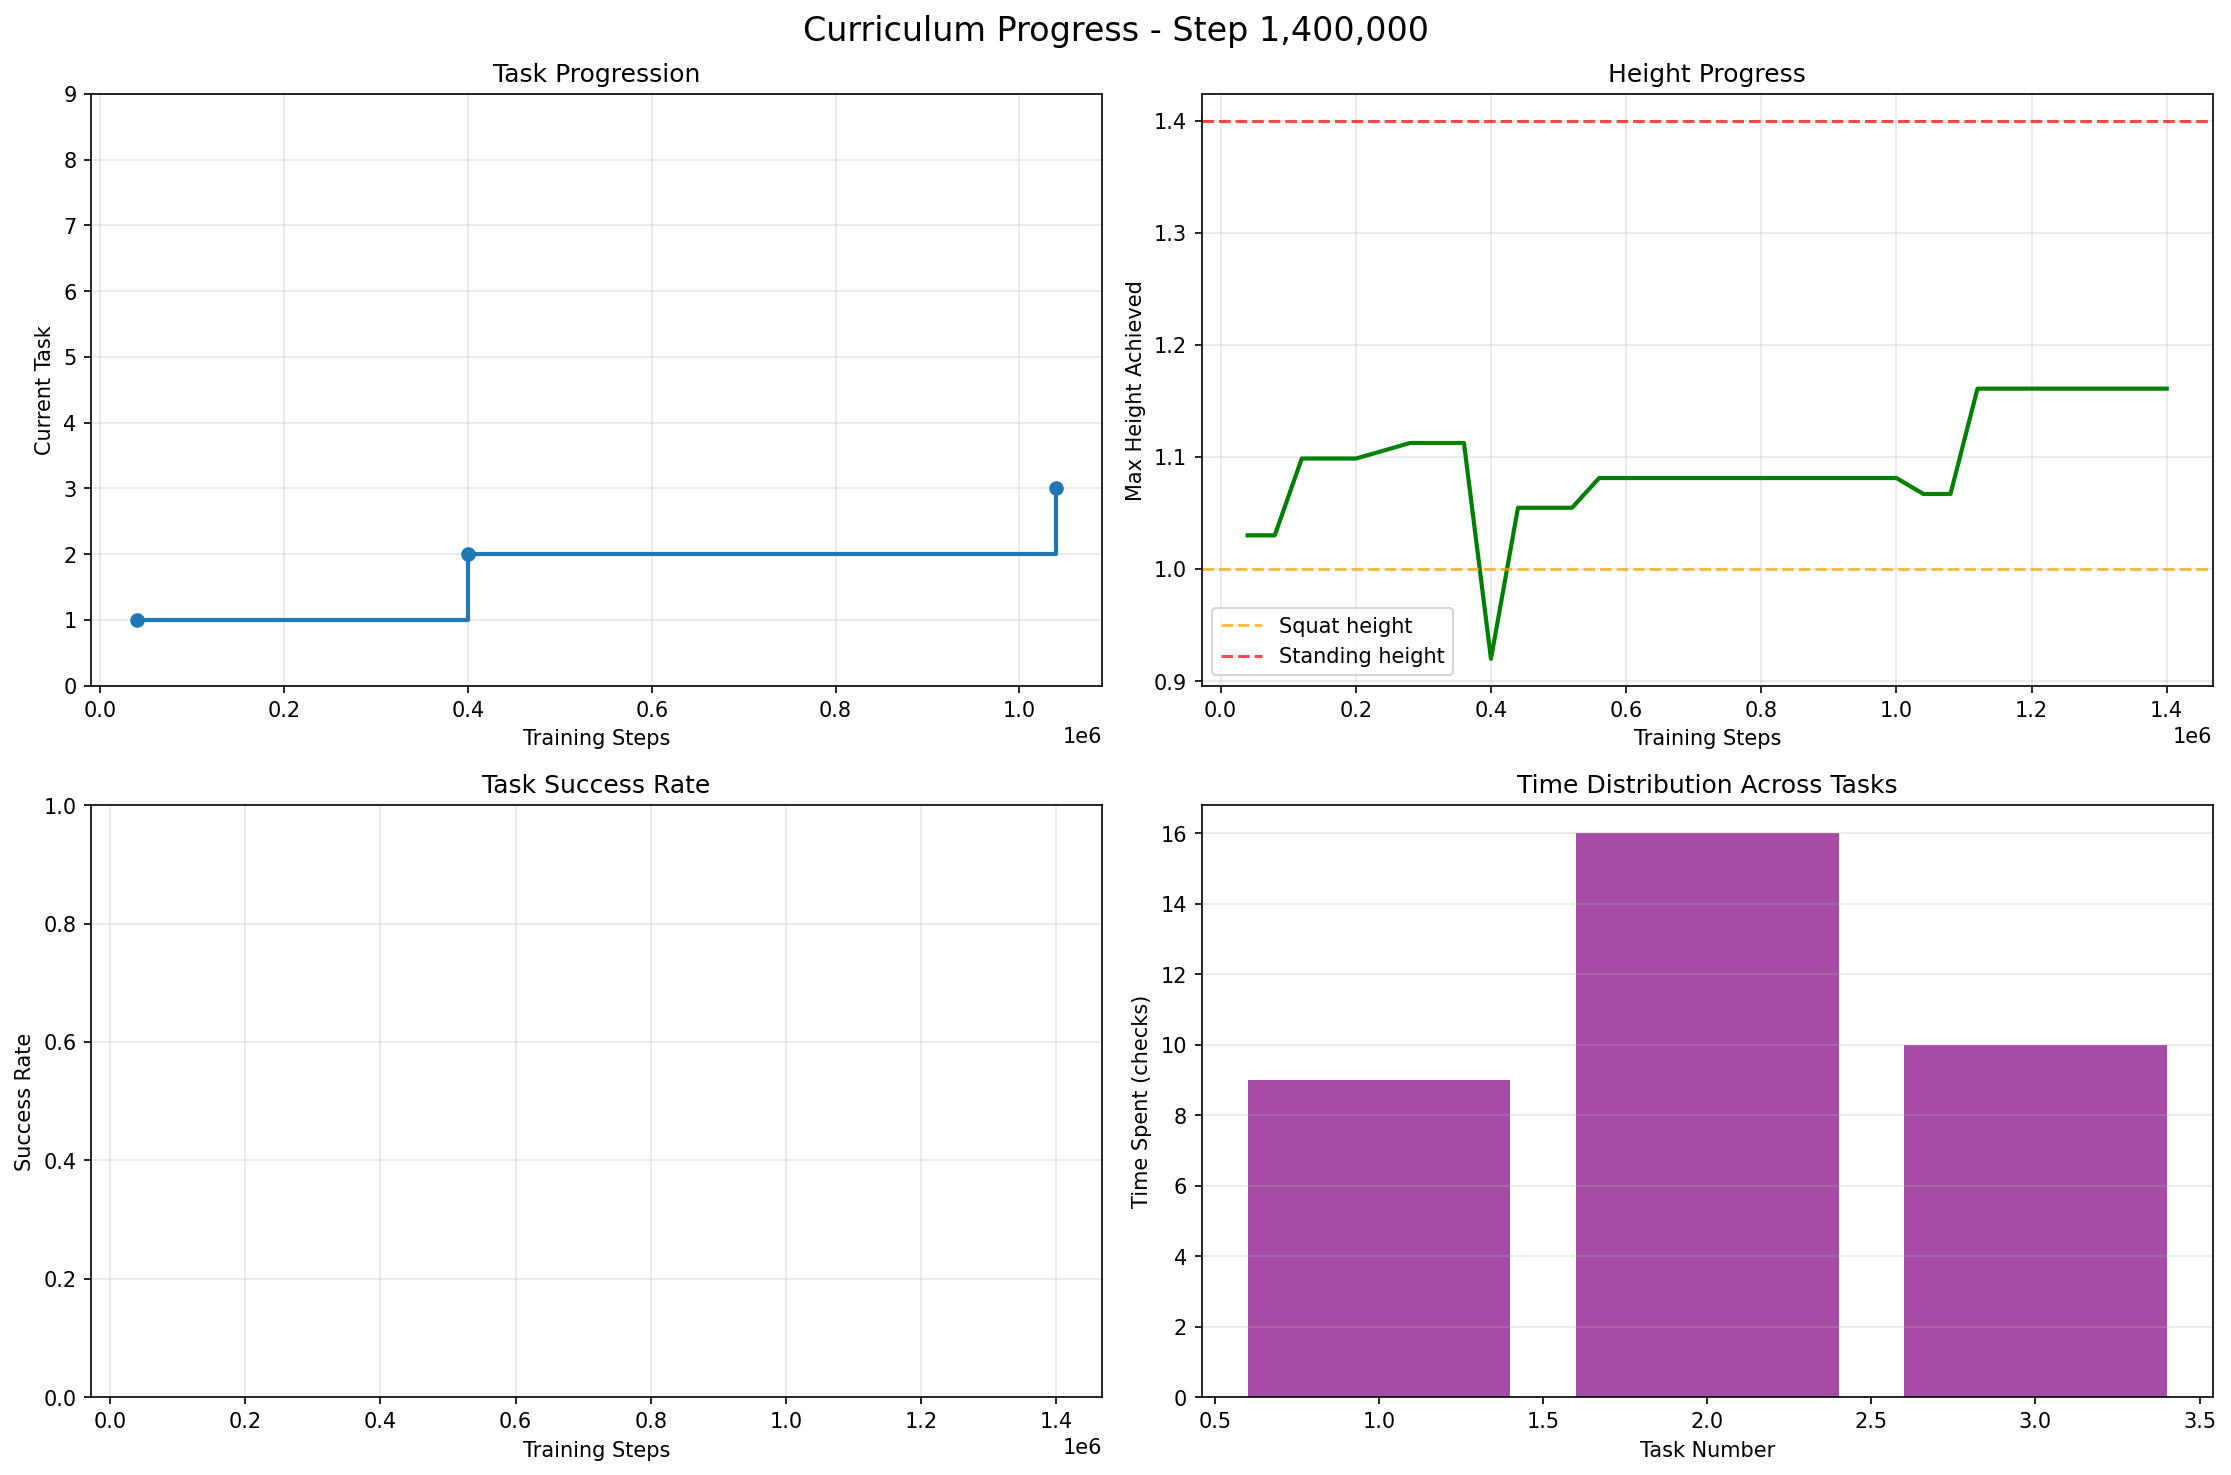 Curriculum Progress - Step 1,400,000
Task Progression
9
8
7
6
5
4
3
2
1
0
Current Task
0.0 0.2 0.4 0.6 0.8 1.0
1e6
Training Steps
Height Progress
1.4
1.3
1.2
1.1
1.0
0.9
Max Height Achieved
Squat height
Standing height
0.0 0.2 0.4 0.6 0.8 1.0 1.2 1.4
1e6
Training Steps
Task Success Rate
1.0
0.8
0.6
0.4
0.2
0.0
Success Rate
0.0 0.2 0.4 0.6 0.8 1.0 1.2 1.4
1e6
Training Steps
Time Distribution Across Tasks
16
14
12
10
8
6
4
2
0
Time Spent (checks)
0.5 1.0 1.5 2.0 2.5 3.0 3.5
Task Number